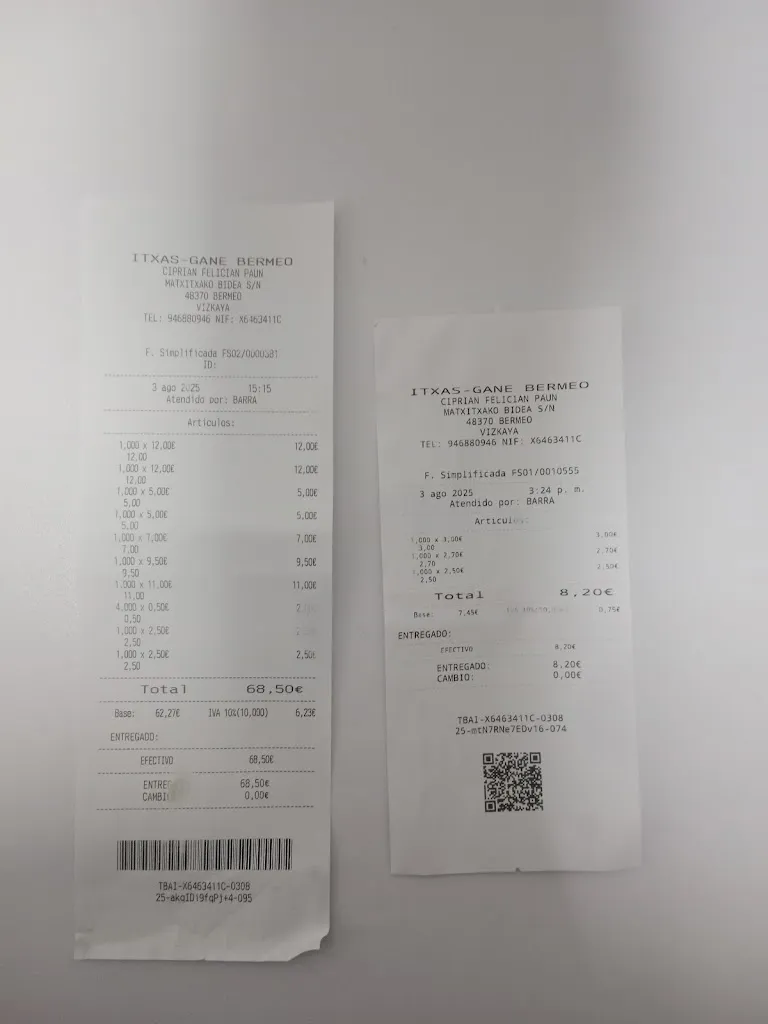 ITXAS-GANE BERMEO
CIPRIAN FELICIAN PAUN
MATXITXAKO BIDEA S/N
48370 BERMEO
VIZKAYA
TEL: 946880946 NIF: X6463411C
F. Simplificada FS02/0000381
ID:
3 ago 2025 15:15
Atendido por: BARRA
Articulos:
1,000 x 12,00€ 12,00€
12,00
1,000 x 12,00€ 12,00€
12,00
1,000 x 5,00€ 5,00€
5,00
1,000 x 5,00€ 5,00€
5,00
1,000 x 7,00€ 7,00€
7,00
1,000 x 9,50€ 9,50€
9,50
1,000 x 11,00€ 11,00€
11,00
4,000 x 0,50€
0,50
1,000 x 2,50€
2,50
1,000 x 2,50€ 2,50€
2,50
Total 68,50€
Base: 62,27€ IVA 10%(10,000) 6,23€
ENTREGADO:
EFECTIVO 68,50€
68,50€
0,00€
TBAI-X6463411C-0308
ITXAS-GANE BERMEO
CIPRIAN FELICIAN PAUN
MATXITXAKO BIDEA S/N
48370 BERMEO
VIZKAYA
TEL: 946880946 NIF: X6463411C
F. Simplificada FS01/0010555
3 ago 2025 3:24 p. m.
Atendido por: BARRA
Articulos:
1,000 x 3,00€ 3,00€
3,00
1,000 x 2,70€ 2,70€
2,70
1,000 x 2,50€ 2,50€
2,50
Total 8,20€
Base: 7,45€ 0,75€
ENTREGADO:
EFECTIVO 8,20€
ENTREGADO: 8,20€
CAMBIO: 0,00€
TBAI-X6463411C-0308
25-mtN7RNe7EDv16-074